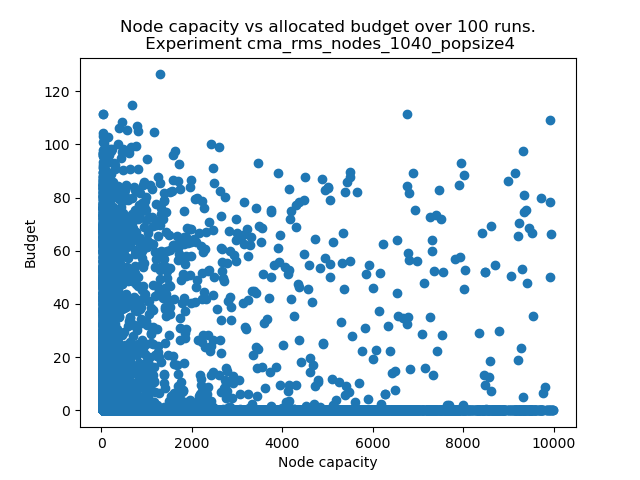 Node capacity vs allocated budget over 100 runs.
Experiment cma_rms_nodes_1040_popsize4
120
100
80
60
40
20
0
Budget
0 2000 4000 6000 8000 10000
Node capacity